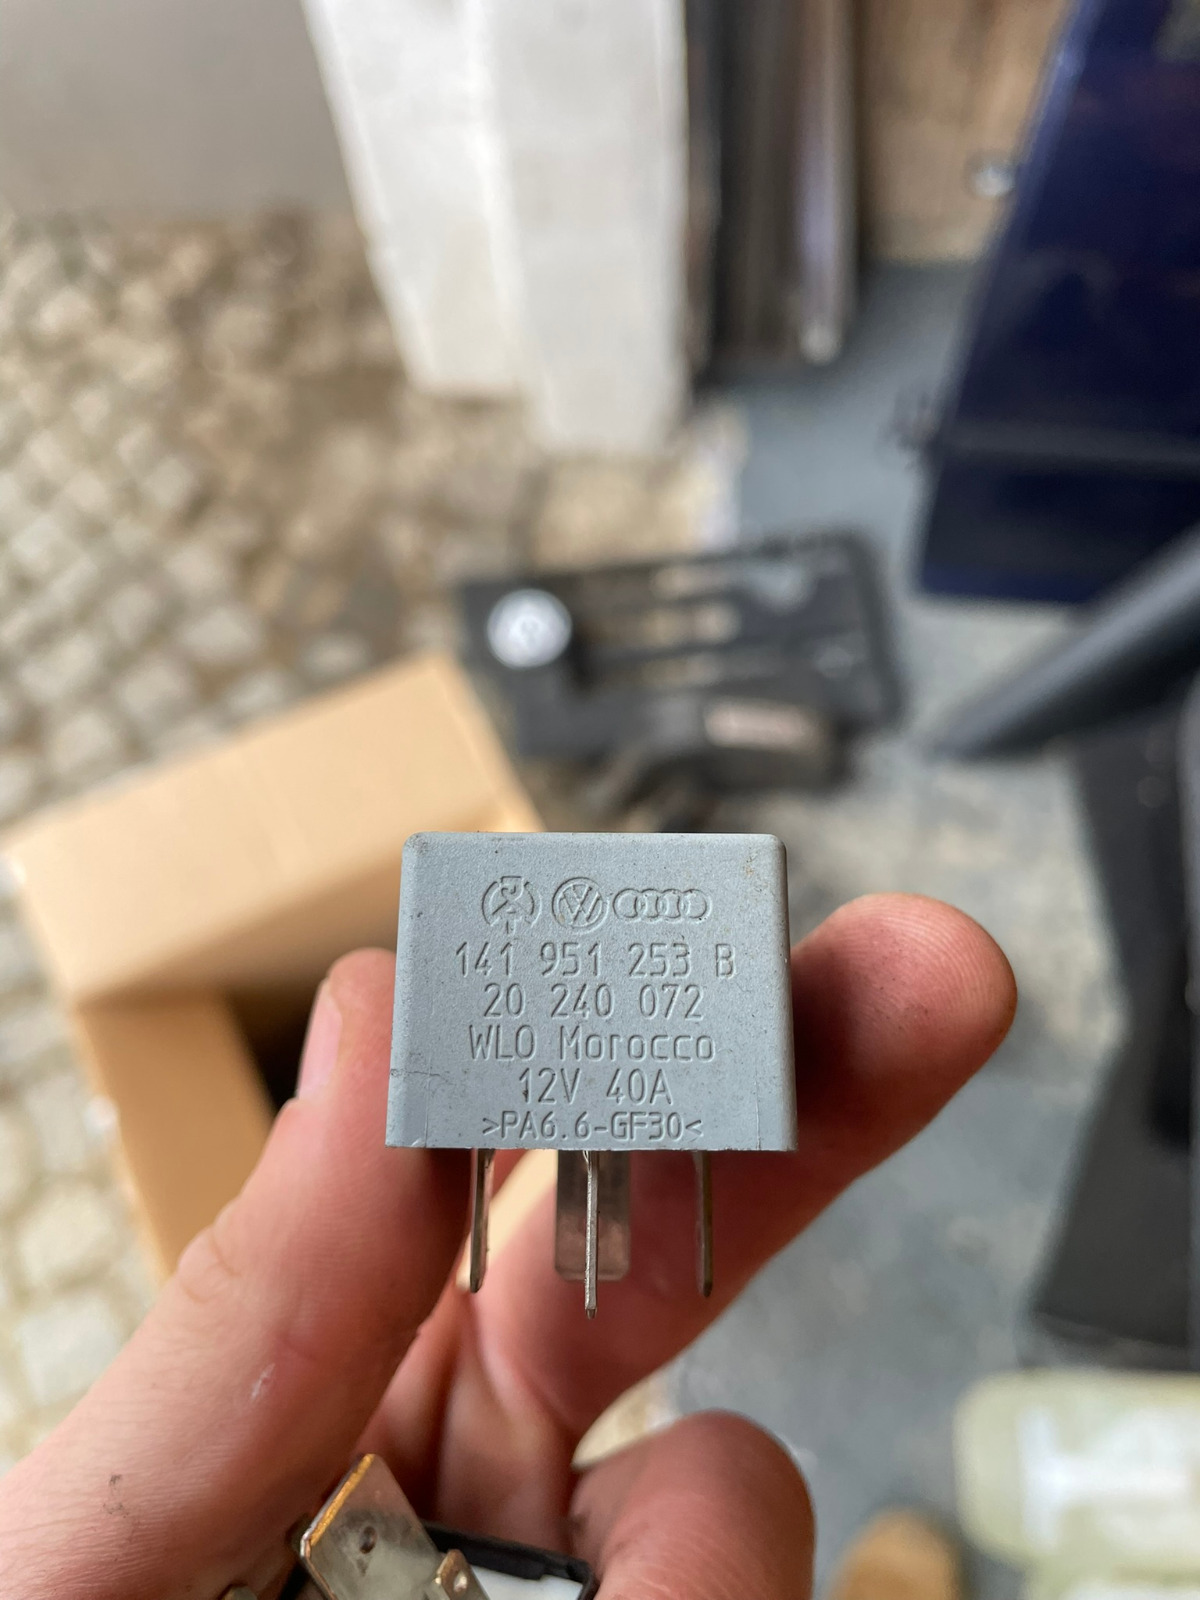 141 951 253 B
20 240 072
WLO Morocco
12V 40A
>PA6.6-GF30<